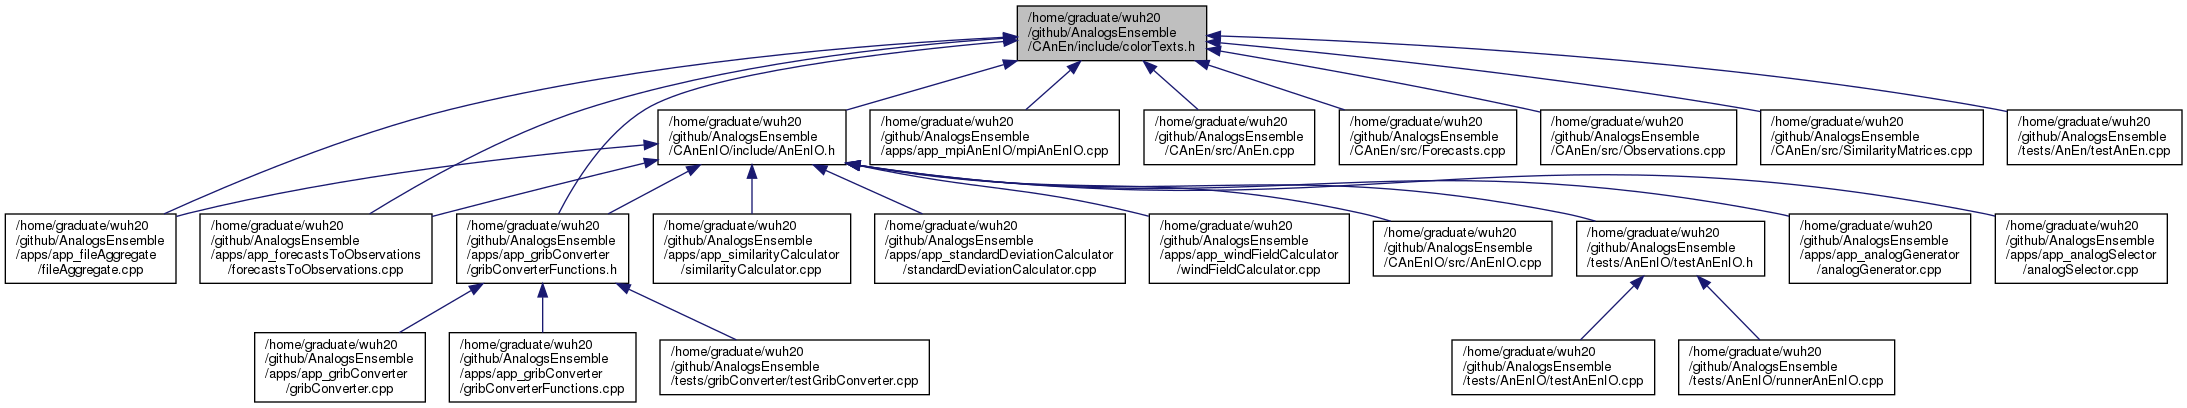 /home/graduate/wuh20
/github/AnalogsEnsemble
/CAnEn/include/colorTexts.h
/home/graduate/wuh20
/github/AnalogsEnsemble
/CAnEnIO/include/AnEnIO.h
/home/graduate/wuh20
/github/AnalogsEnsemble
/apps/app_mpiAnEnIO/mpiAnEnIO.cpp
/home/graduate/wuh20
/github/AnalogsEnsemble
/CAnEn/src/AnEn.cpp
/home/graduate/wuh20
/github/AnalogsEnsemble
/CAnEn/src/Forecasts.cpp
/home/graduate/wuh20
/github/AnalogsEnsemble
/CAnEn/src/Observations.cpp
/home/graduate/wuh20
/github/AnalogsEnsemble
/CAnEn/src/SimilarityMatrices.cpp
/home/graduate/wuh20
/github/AnalogsEnsemble
/tests/AnEn/testAnEn.cpp
/home/graduate/wuh20
/github/AnalogsEnsemble
/apps/app_fileAggregate
/fileAggregate.cpp
/home/graduate/wuh20
/github/AnalogsEnsemble
/apps/app_forecastsToObservations
/forecastsToObservations.cpp
/home/graduate/wuh20
/github/AnalogsEnsemble
/apps/app_gribConverter
/gribConverterFunctions.h
/home/graduate/wuh20
/github/AnalogsEnsemble
/apps/app_similarityCalculator
/similarityCalculator.cpp
/home/graduate/wuh20
/github/AnalogsEnsemble
/apps/app_standardDeviationCalculator
/standardDeviationCalculator.cpp
/home/graduate/wuh20
/github/AnalogsEnsemble
/apps/app_windFieldCalculator
/windFieldCalculator.cpp
/home/graduate/wuh20
/github/AnalogsEnsemble
/CAnEnIO/src/AnEnIO.cpp
/home/graduate/wuh20
/github/AnalogsEnsemble
/tests/AnEnIO/testAnEnIO.h
/home/graduate/wuh20
/github/AnalogsEnsemble
/apps/app_analogGenerator
/analogGenerator.cpp
/home/graduate/wuh20
/github/AnalogsEnsemble
/apps/app_analogSelector
/analogSelector.cpp
/home/graduate/wuh20
/github/AnalogsEnsemble
/apps/app_gribConverter
/gribConverter.cpp
/home/graduate/wuh20
/github/AnalogsEnsemble
/apps/app_gribConverter
/gribConverterFunctions.cpp
/home/graduate/wuh20
/github/AnalogsEnsemble
/tests/gribConverter/testGribConverter.cpp
/home/graduate/wuh20
/github/AnalogsEnsemble
/tests/AnEnIO/testAnEnIO.cpp
/home/graduate/wuh20
/github/AnalogsEnsemble
/tests/AnEnIO/runnerAnEnIO.cpp